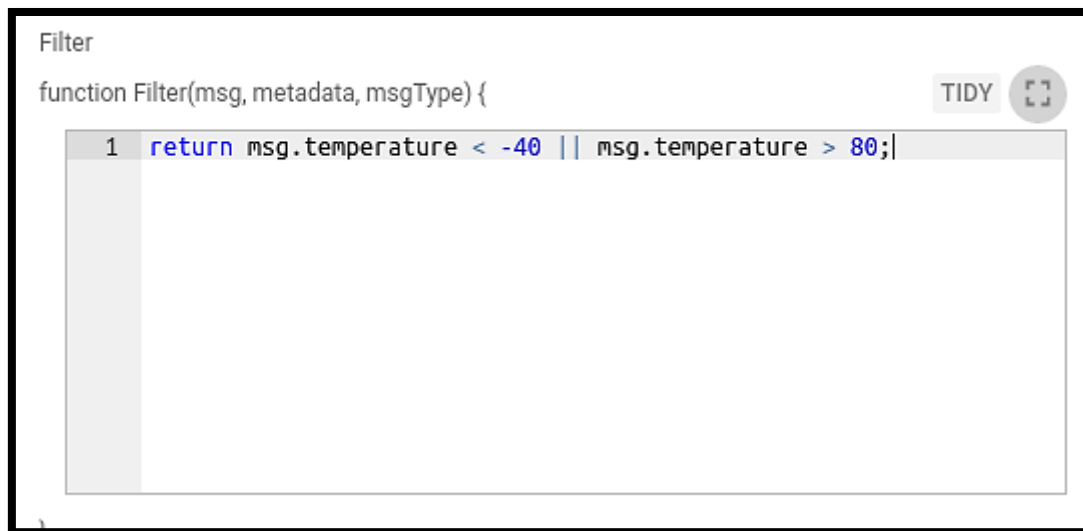 Filter
function Filter(msg, metadata, msgType) {
TIDY
1 return msg.temperature < -40 || msg.temperature > 80;
}